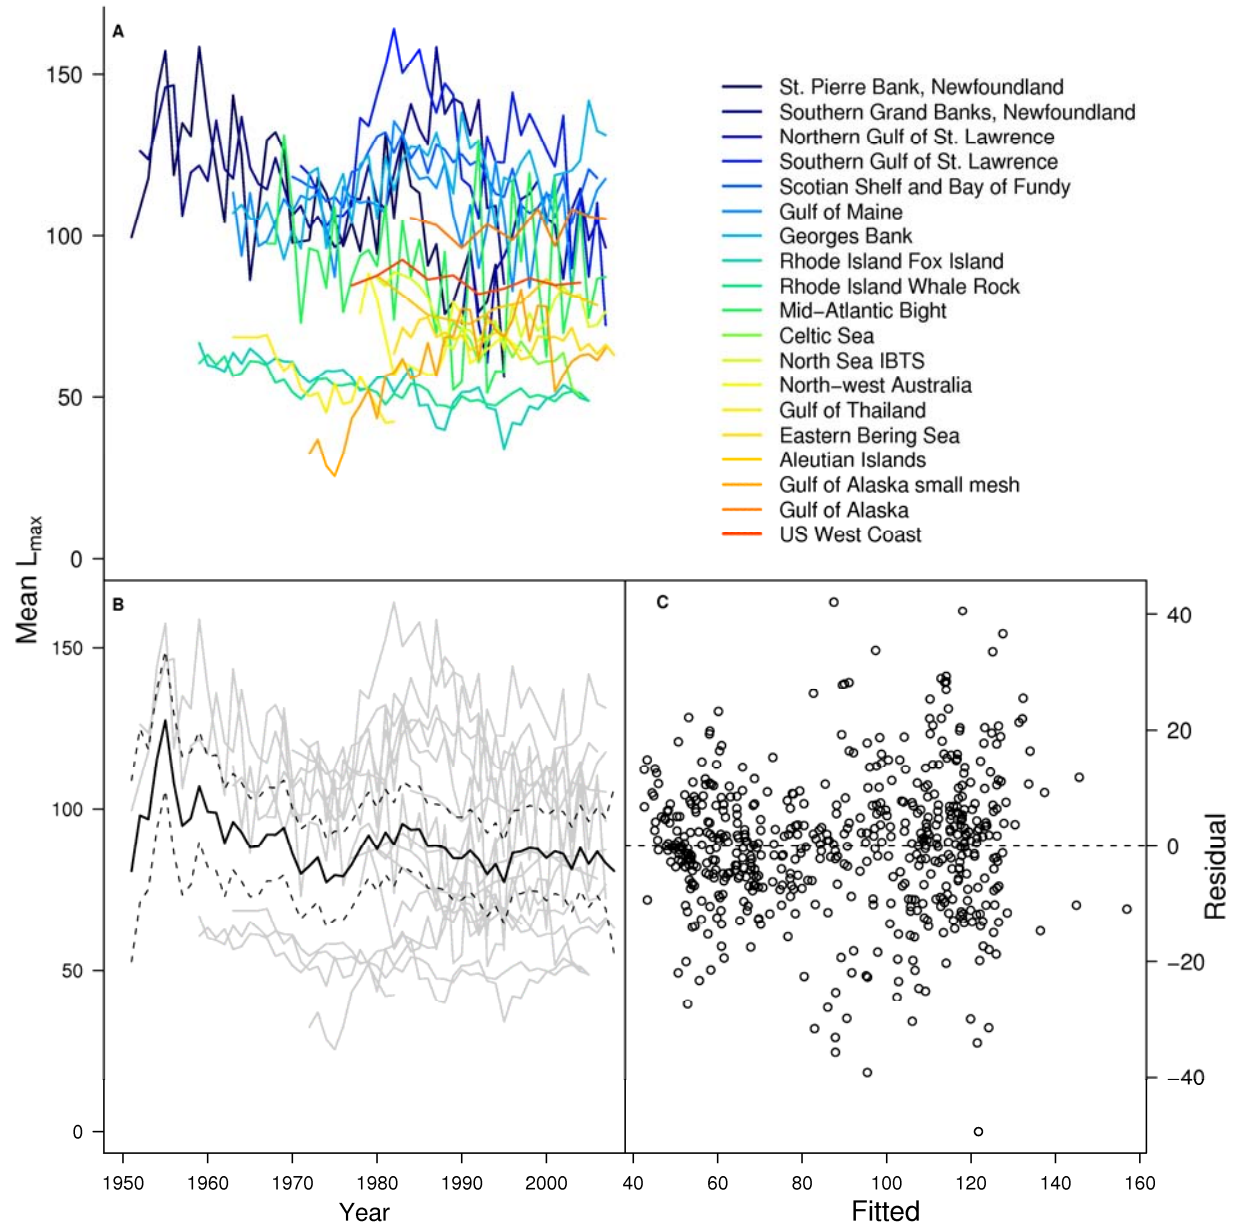 A
150
100
50
0
St. Pierre Bank, Newfoundland
Southern Grand Banks, Newfoundland
Northern Gulf of St. Lawrence
Southern Gulf of St. Lawrence
Scotian Shelf and Bay of Fundy
Gulf of Maine
Georges Bank
Rhode Island Fox Island
Rhode Island Whale Rock
Mid−Atlantic Bight
Celtic Sea
North Sea IBTS
North−west Australia
Gulf of Thailand
Eastern Bering Sea
Aleutian Islands
Gulf of Alaska small mesh
Gulf of Alaska
US West Coast
Mean Lmax
B
150
100
50
0
1950 1960 1970 1980 1990 2000
Year
C
40
20
0
−20
−40
Residual
40 60 80 100 120 140 160
Fitted